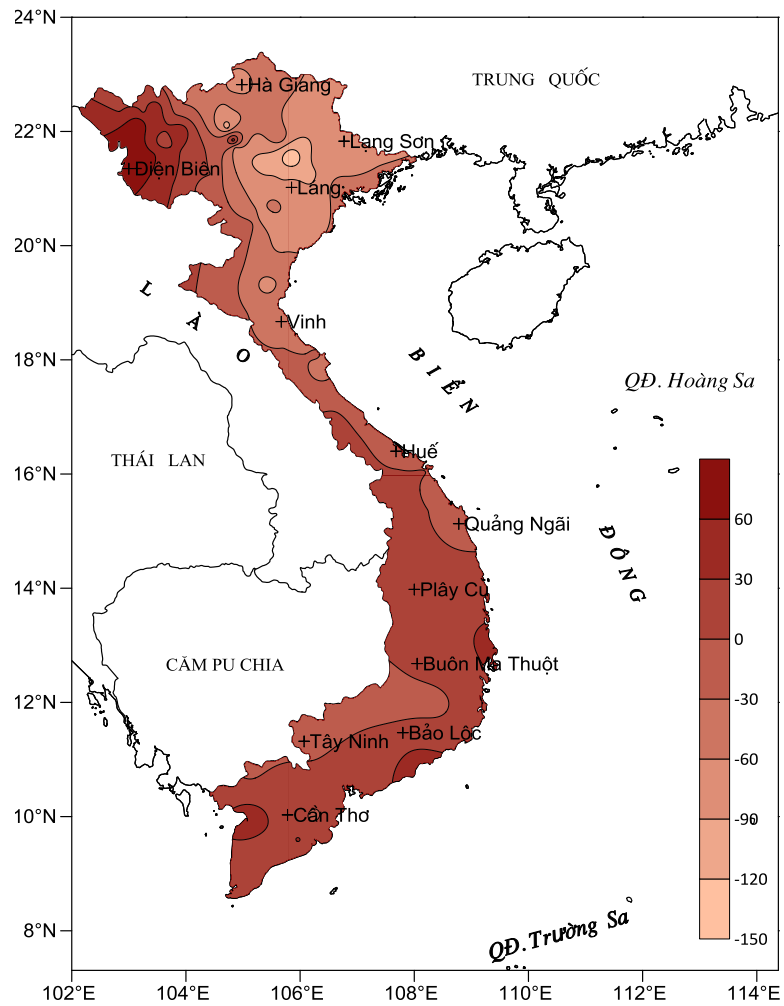 24°N
TRUNG QUỐC
Hà Giang
22°N
Lạng Sơn
Điện Biên
Láng
20°N
LÀO
Vinh
18°N
BIỂN
QĐ. Hoàng Sa
Huế
THÁI LAN
16°N
Quảng Ngãi
60
ĐÔNG
30
14°N
Plây Cu
0
CĂM PU CHIA
Buôn Ma Thuột
12°N
-30
Bảo Lộc
Tây Ninh
-60
10°N
Cần Thơ
-90
-120
8°N
QĐ. Trường Sa
-150
102°E 104°E 106°E 108°E 110°E 112°E 114°E